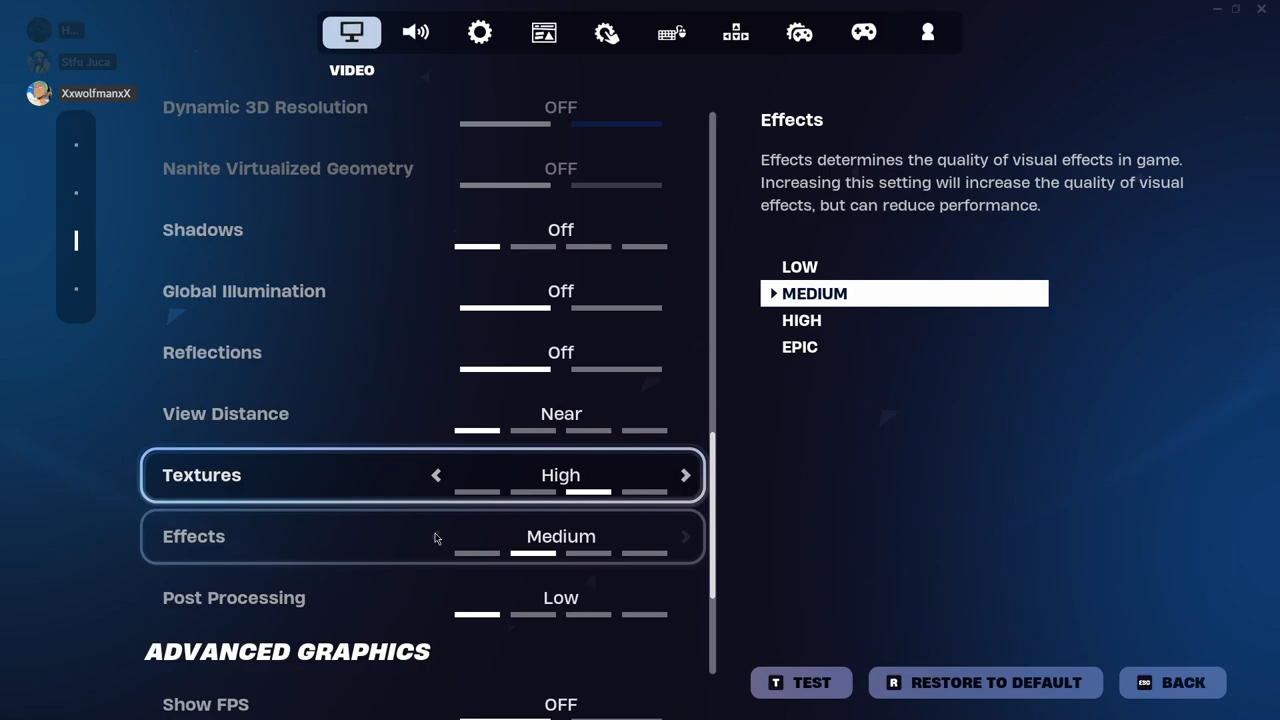 H...
Stfu Juca
XxwolfmanxX
VIDEO
Dynamic 3D Resolution
OFF
Nanite Virtualized Geometry
OFF
Shadows
Off
Global Illumination
Off
Reflections
Off
View Distance
Near
Textures
High
Effects
Medium
Post Processing
Low
ADVANCED GRAPHICS
Show FPS
OFF
Effects
Effects determines the quality of visual effects in game.
Increasing this setting will increase the quality of visual
effects, but can reduce performance.
LOW
MEDIUM
HIGH
EPIC
T TEST
R RESTORE TO DEFAULT
ESC BACK